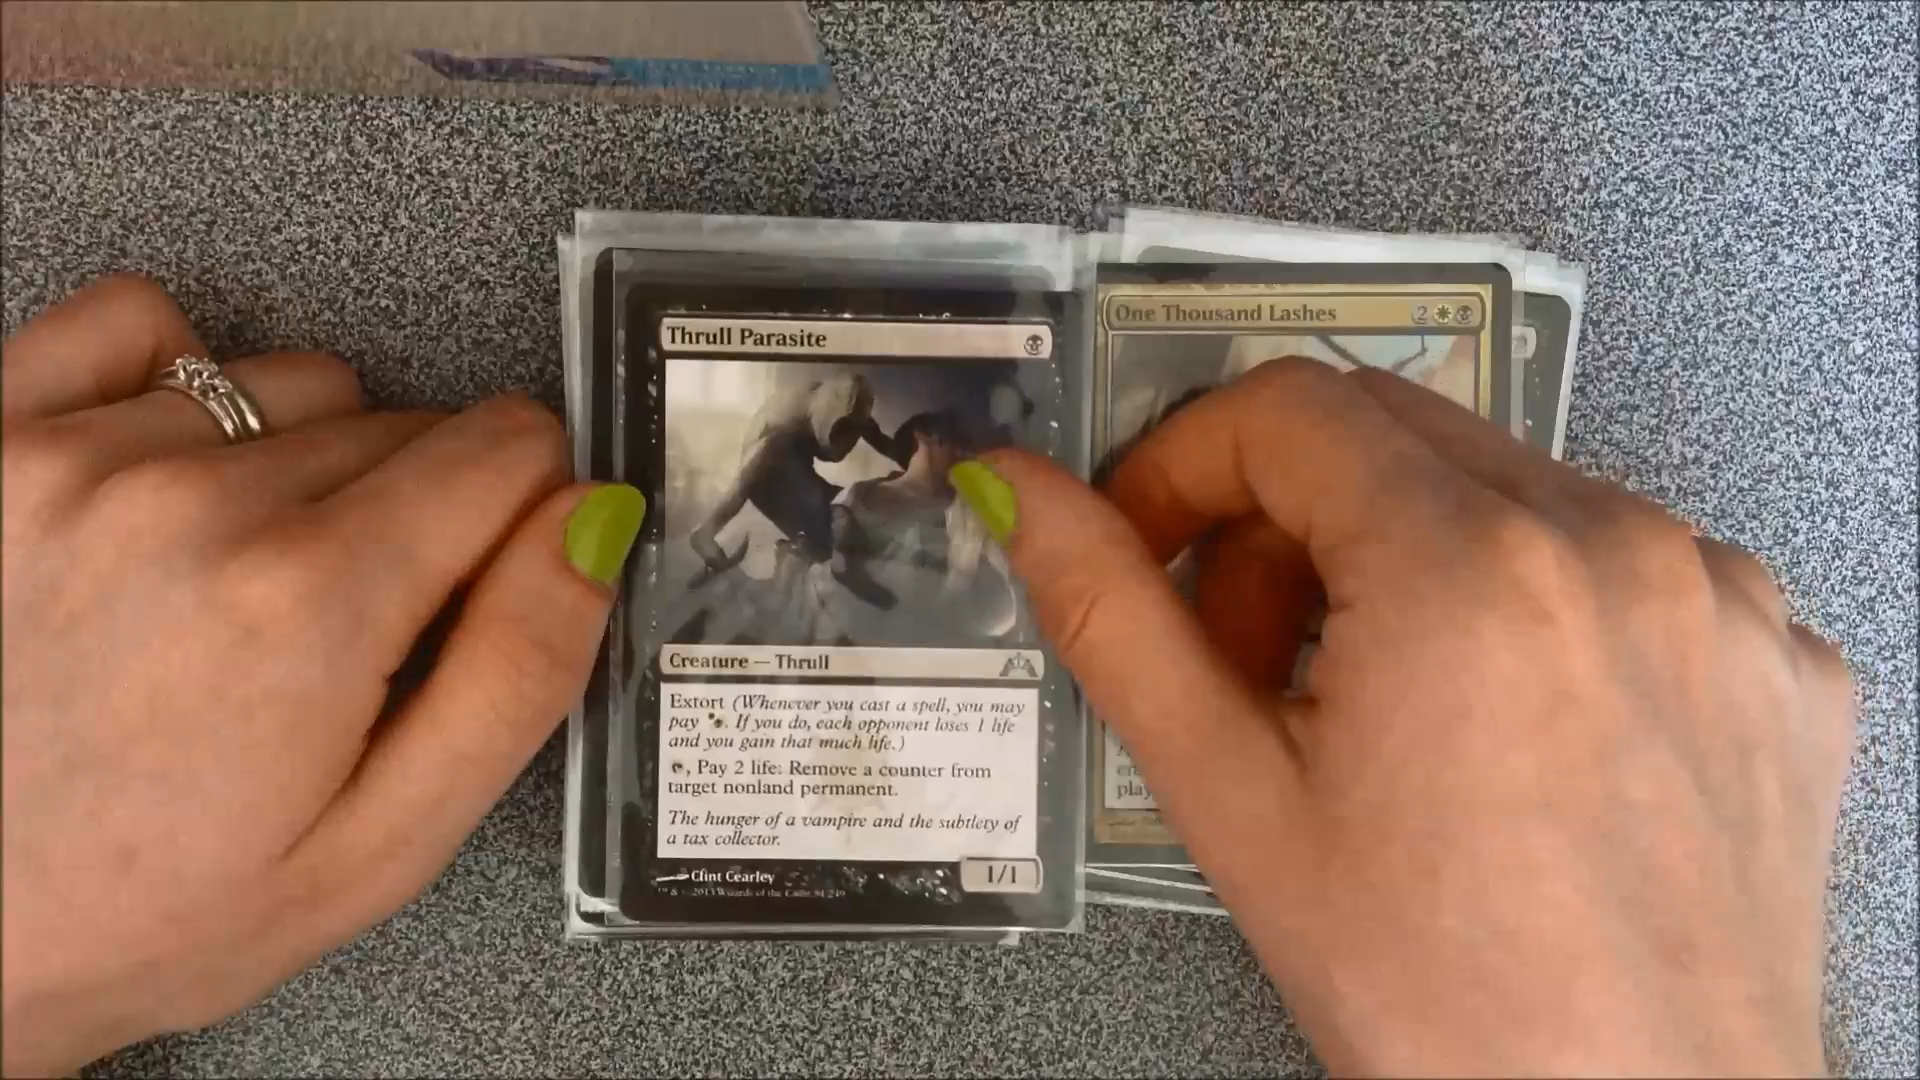 Thrull Parasite
Creature — Thrull
Extort (Whenever you cast a spell, you may
pay . If you do, each opponent loses 1 life
and you gain that much life.)
, Pay 2 life: Remove a counter from
target nonland permanent.
The hunger of a vampire and the subtlety of
a tax collector.
Clint Cearley
1/1
One Thousand Lashes 2
play